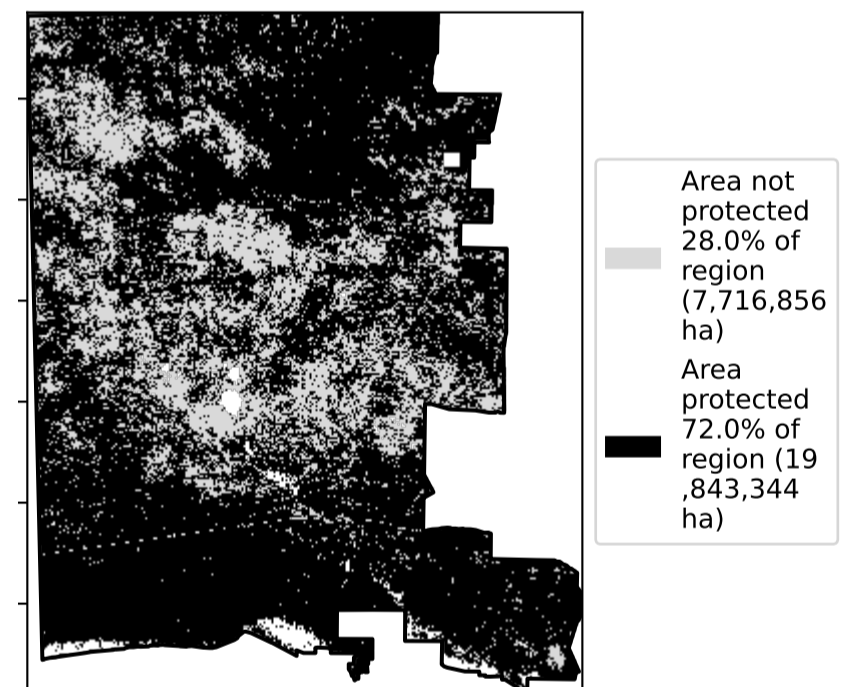 Area not
protected
28.0% of
region
(7,716,856
ha)
Area
protected
72.0% of
region (19
,843,344
ha)